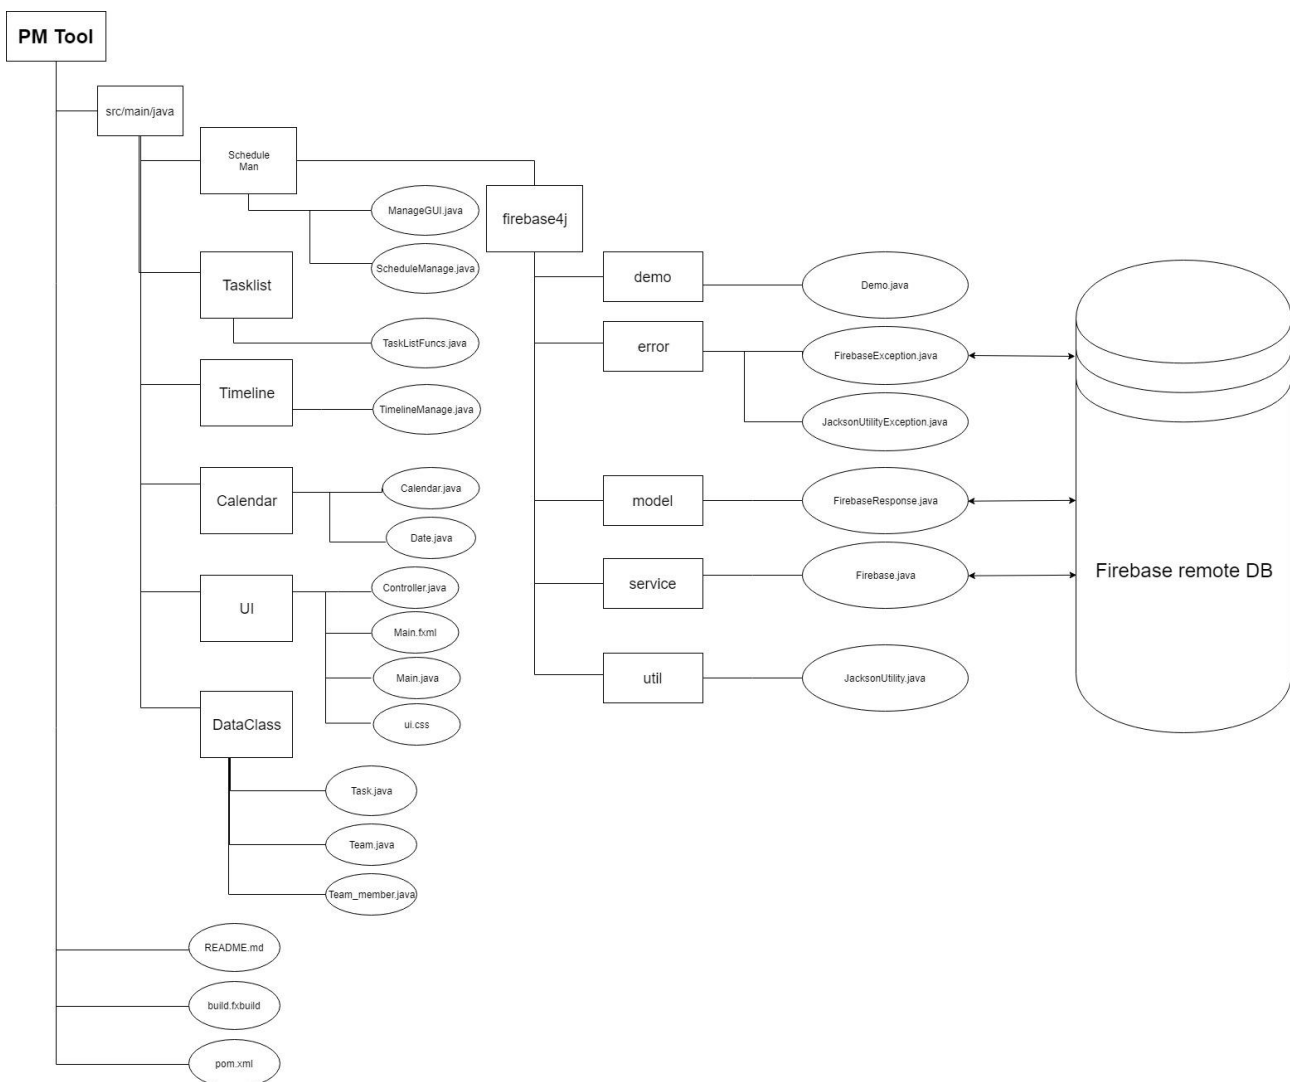 PM Tool
src/main/java
Schedule
Man
ManageGUI.java
ScheduleManage.java
firebase4j
Tasklist
TaskListFuncs.java
Timeline
TimelineManage.java
Calendar
Calendar.java
Date.java
UI
Controller.java
Main.fxml
Main.java
ui.css
DataClass
Task.java
Team.java
Team_member.java
README.md
build.fxbuild
pom.xml
demo
Demo.java
error
FirebaseException.java
JacksonUtilityException.java
model
FirebaseResponse.java
service
Firebase.java
util
JacksonUtility.java
Firebase remote DB